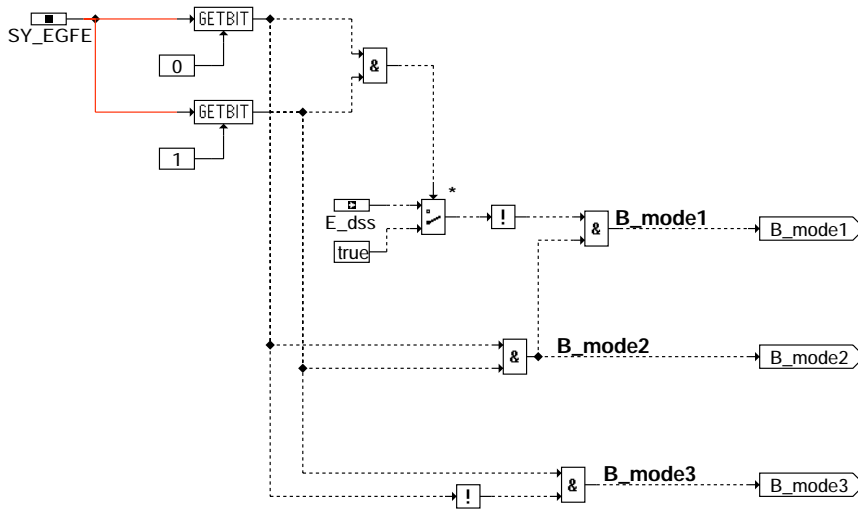 GETBIT
SY_EGFE
0
&
GETBIT
1
*
E_dss
!
B_mode1
B_mode1
&
true
B_mode2
B_mode2
&
B_mode3
B_mode3
&
!